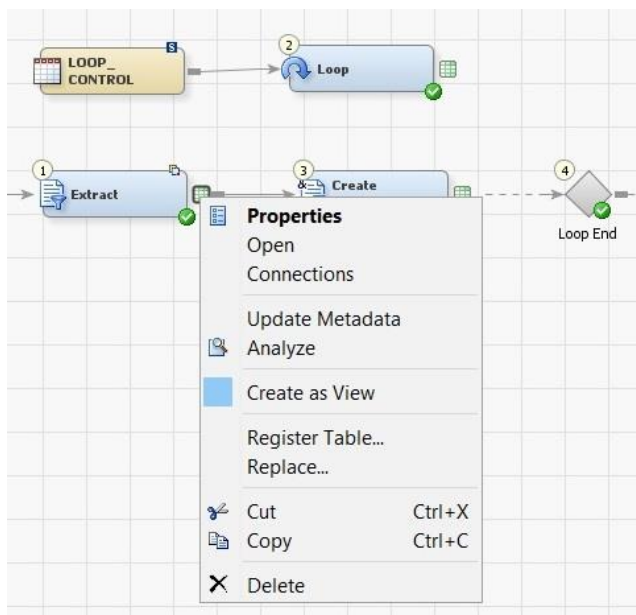 2
S
LOOP_
CONTROL
Loop
1
Extract
3
&
Create
4
Loop End
Properties
Open
Connections
Update Metadata
Analyze
Create as View
Register Table...
Replace...
Cut Ctrl+X
Copy Ctrl+C
Delete